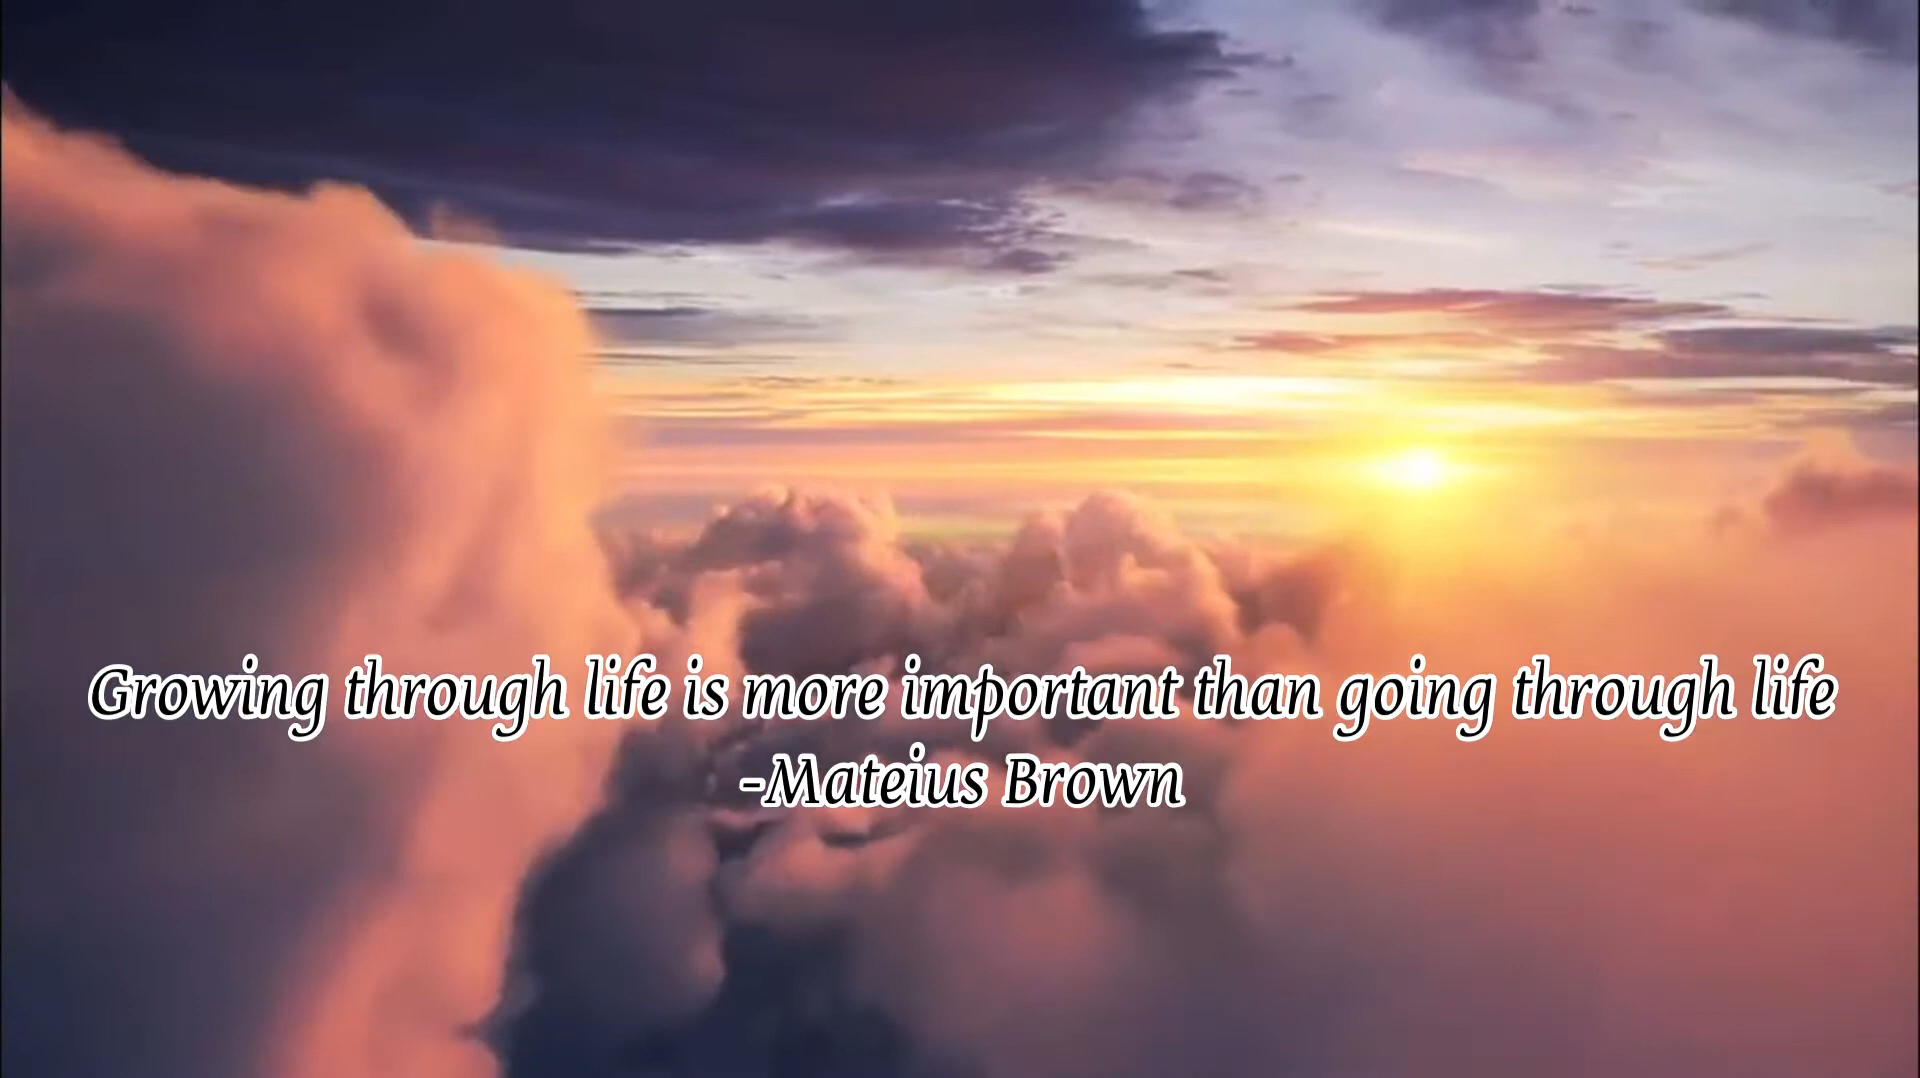 Growing through life is more important than going through life
-Mateius Brown